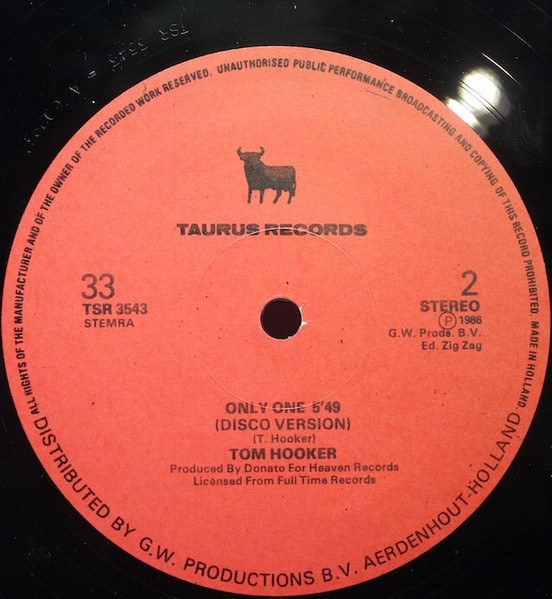 ALL RIGHTS OF THE MANUFACTURER AND OF THE OWNER OF THE RECORDED WORK RESERVED. UNAUTHORISED PUBLIC PERFORMANCE BROADCASTING AND COPYING OF THIS RECORD PROHIBITED. MADE IN HOLLAND
TAURUS RECORDS
33
TSR 3543
STEMRA
2
STEREO
Ⓟ 1986
G.W. Prods. B.V.
Ed. Zig Zag
ONLY ONE 5'49
(DISCO VERSION)
(T. Hooker)
TOM HOOKER
Produced By Donato For Heaven Records
Licensed From Full Time Records
DISTRIBUTED BY G.W. PRODUCTIONS B.V. AERDENHOUT-HOLLAND